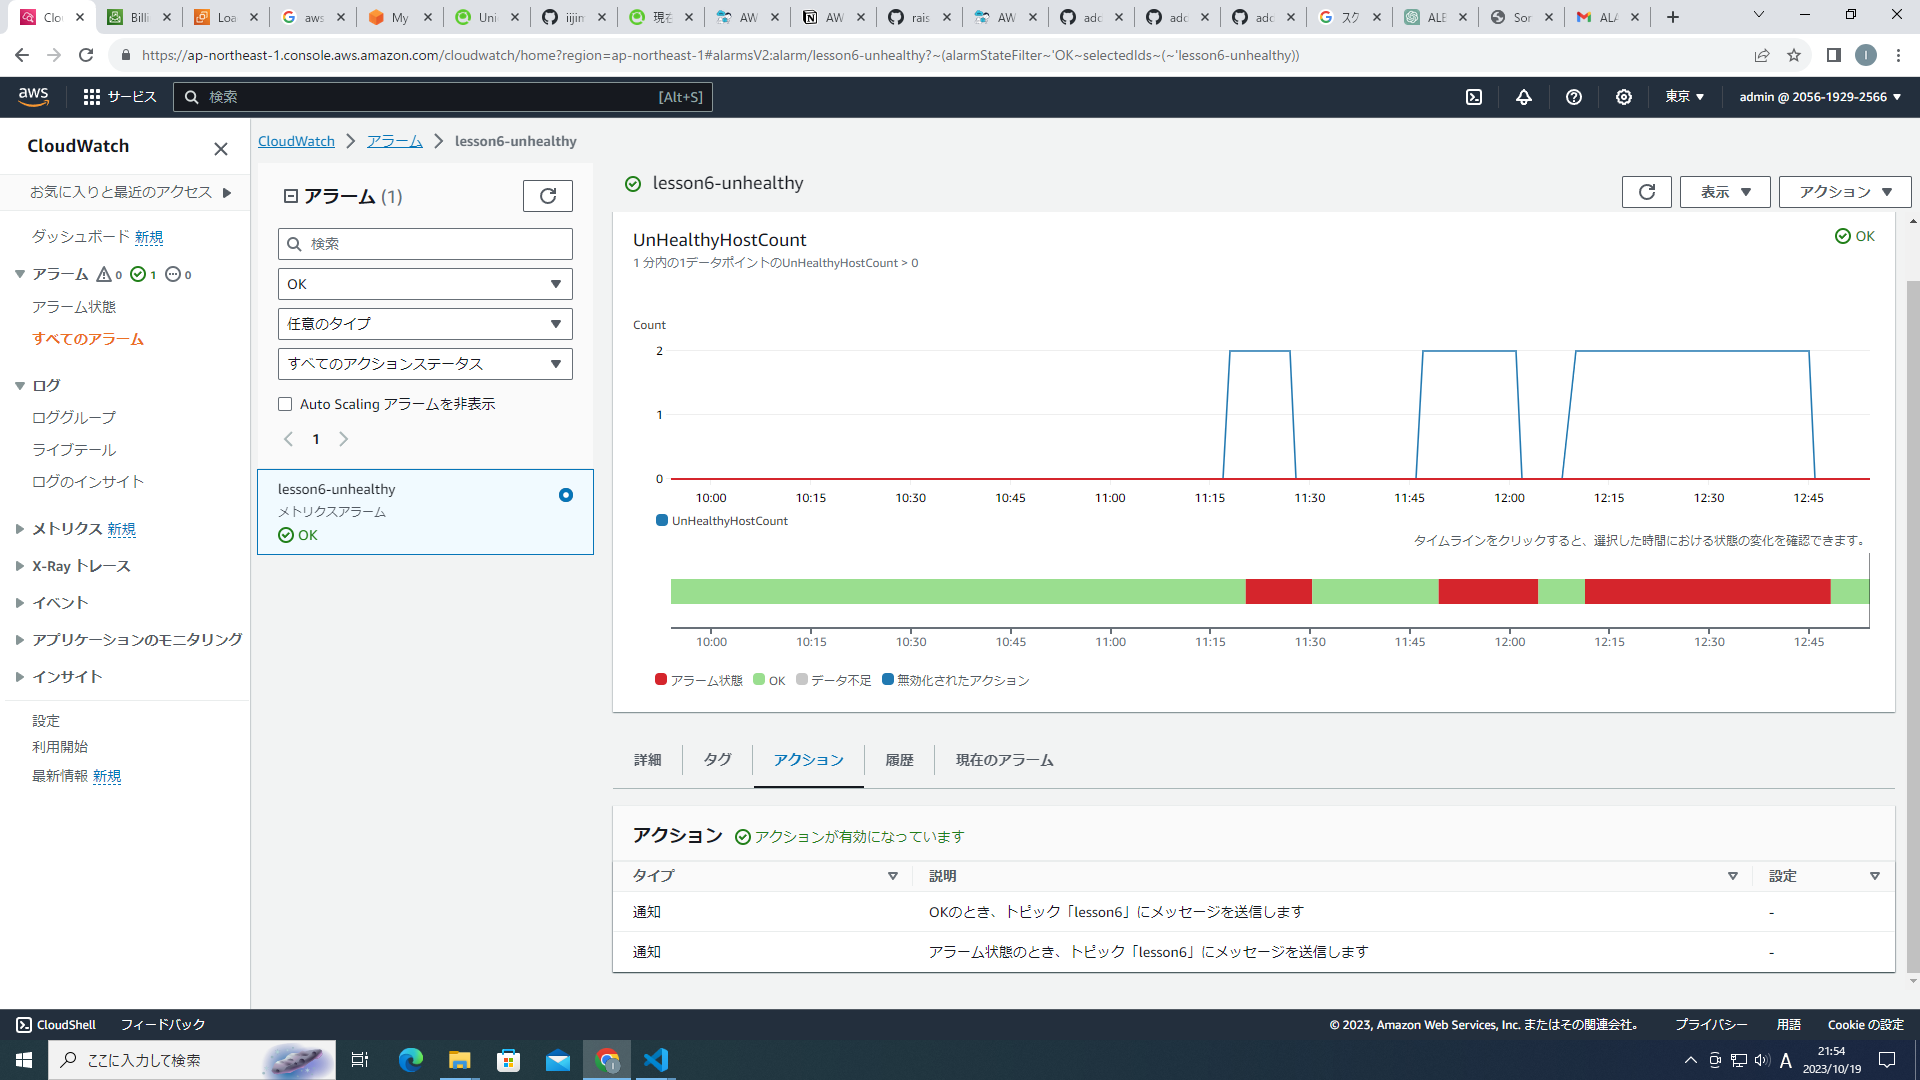 Clo
Billi
Loa
aws
My
Uni
iijin
現在
AW
AW
rais
AW
adc
adc
adc
スク
ALB
Sor
ALA
https://ap-northeast-1.console.aws.amazon.com/cloudwatch/home?region=ap-northeast-1#alarmsV2:alarm/lesson6-unhealthy?~(alarmStateFilter~'OK~selectedIds~(~'lesson6-unhealthy))
I
aws
サービス
検索
[Alt+S]
東京
admin @ 2056-1929-2566
CloudWatch
お気に入りと最近のアクセス
ダッシュボード 新規
アラーム 0 1 0
アラーム状態
すべてのアラーム
ログ
ロググループ
ライブテール
ログのインサイト
メトリクス 新規
X-Ray トレース
イベント
アプリケーションのモニタリング
インサイト
設定
利用開始
最新情報 新規
CloudWatch
アラーム
lesson6-unhealthy
アラーム (1)
検索
OK
任意のタイプ
すべてのアクションステータス
Auto Scaling アラームを非表示
1
lesson6-unhealthy
メトリクスアラーム
OK
lesson6-unhealthy
表示
アクション
UnHealthyHostCount
OK
1 分内の1データポイントのUnHealthyHostCount > 0
Count
2
1
0
10:00 10:15 10:30 10:45 11:00 11:15 11:30 11:45 12:00 12:15 12:30 12:45
UnHealthyHostCount
タイムラインをクリックすると、選択した時間における状態の変化を確認できます。
10:00 10:15 10:30 10:45 11:00 11:15 11:30 11:45 12:00 12:15 12:30 12:45
アラーム状態 OK データ不足 無効化されたアクション
詳細
タグ
アクション
履歴
現在のアラーム
アクション アクションが有効になっています
タイプ 説明 設定
通知 OKのとき、トピック「lesson6」にメッセージを送信します -
通知 アラーム状態のとき、トピック「lesson6」にメッセージを送信します -
CloudShell
フィードバック
© 2023, Amazon Web Services, Inc. またはその関連会社。
プライバシー
用語
Cookie の設定
ここに入力して検索
A
21:54
2023/10/19